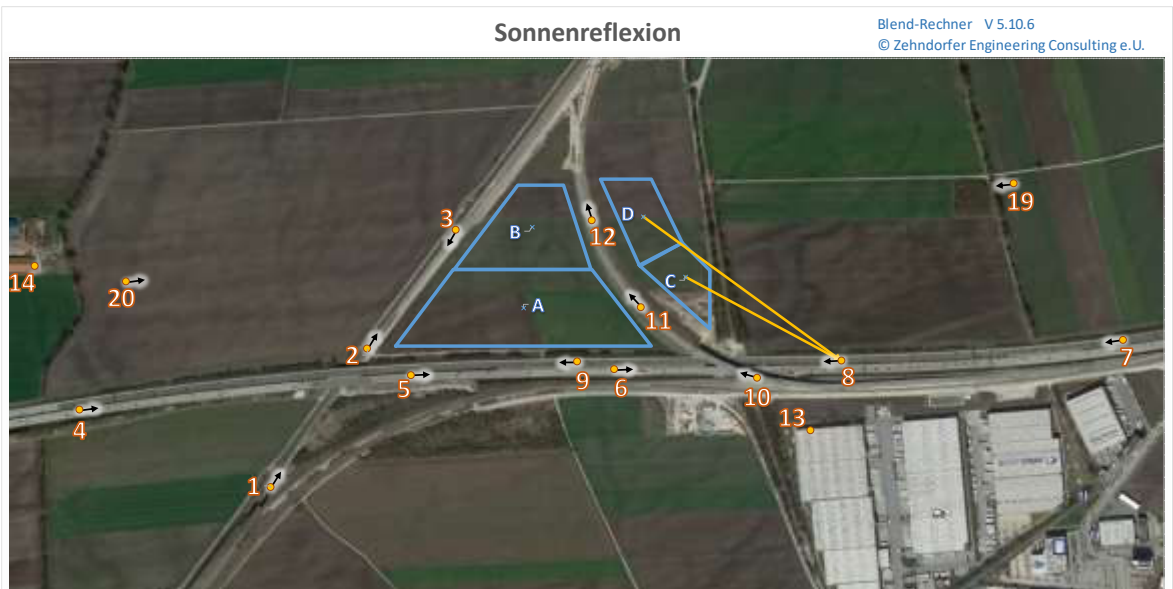 Sonnenreflexion
Blend-Rechner V 5.10.6
© Zehndorfer Engineering Consulting e.U.
19
D
3
B
12
14
20
C
A
11
2
7
5
9
6
8
10
4
13
1